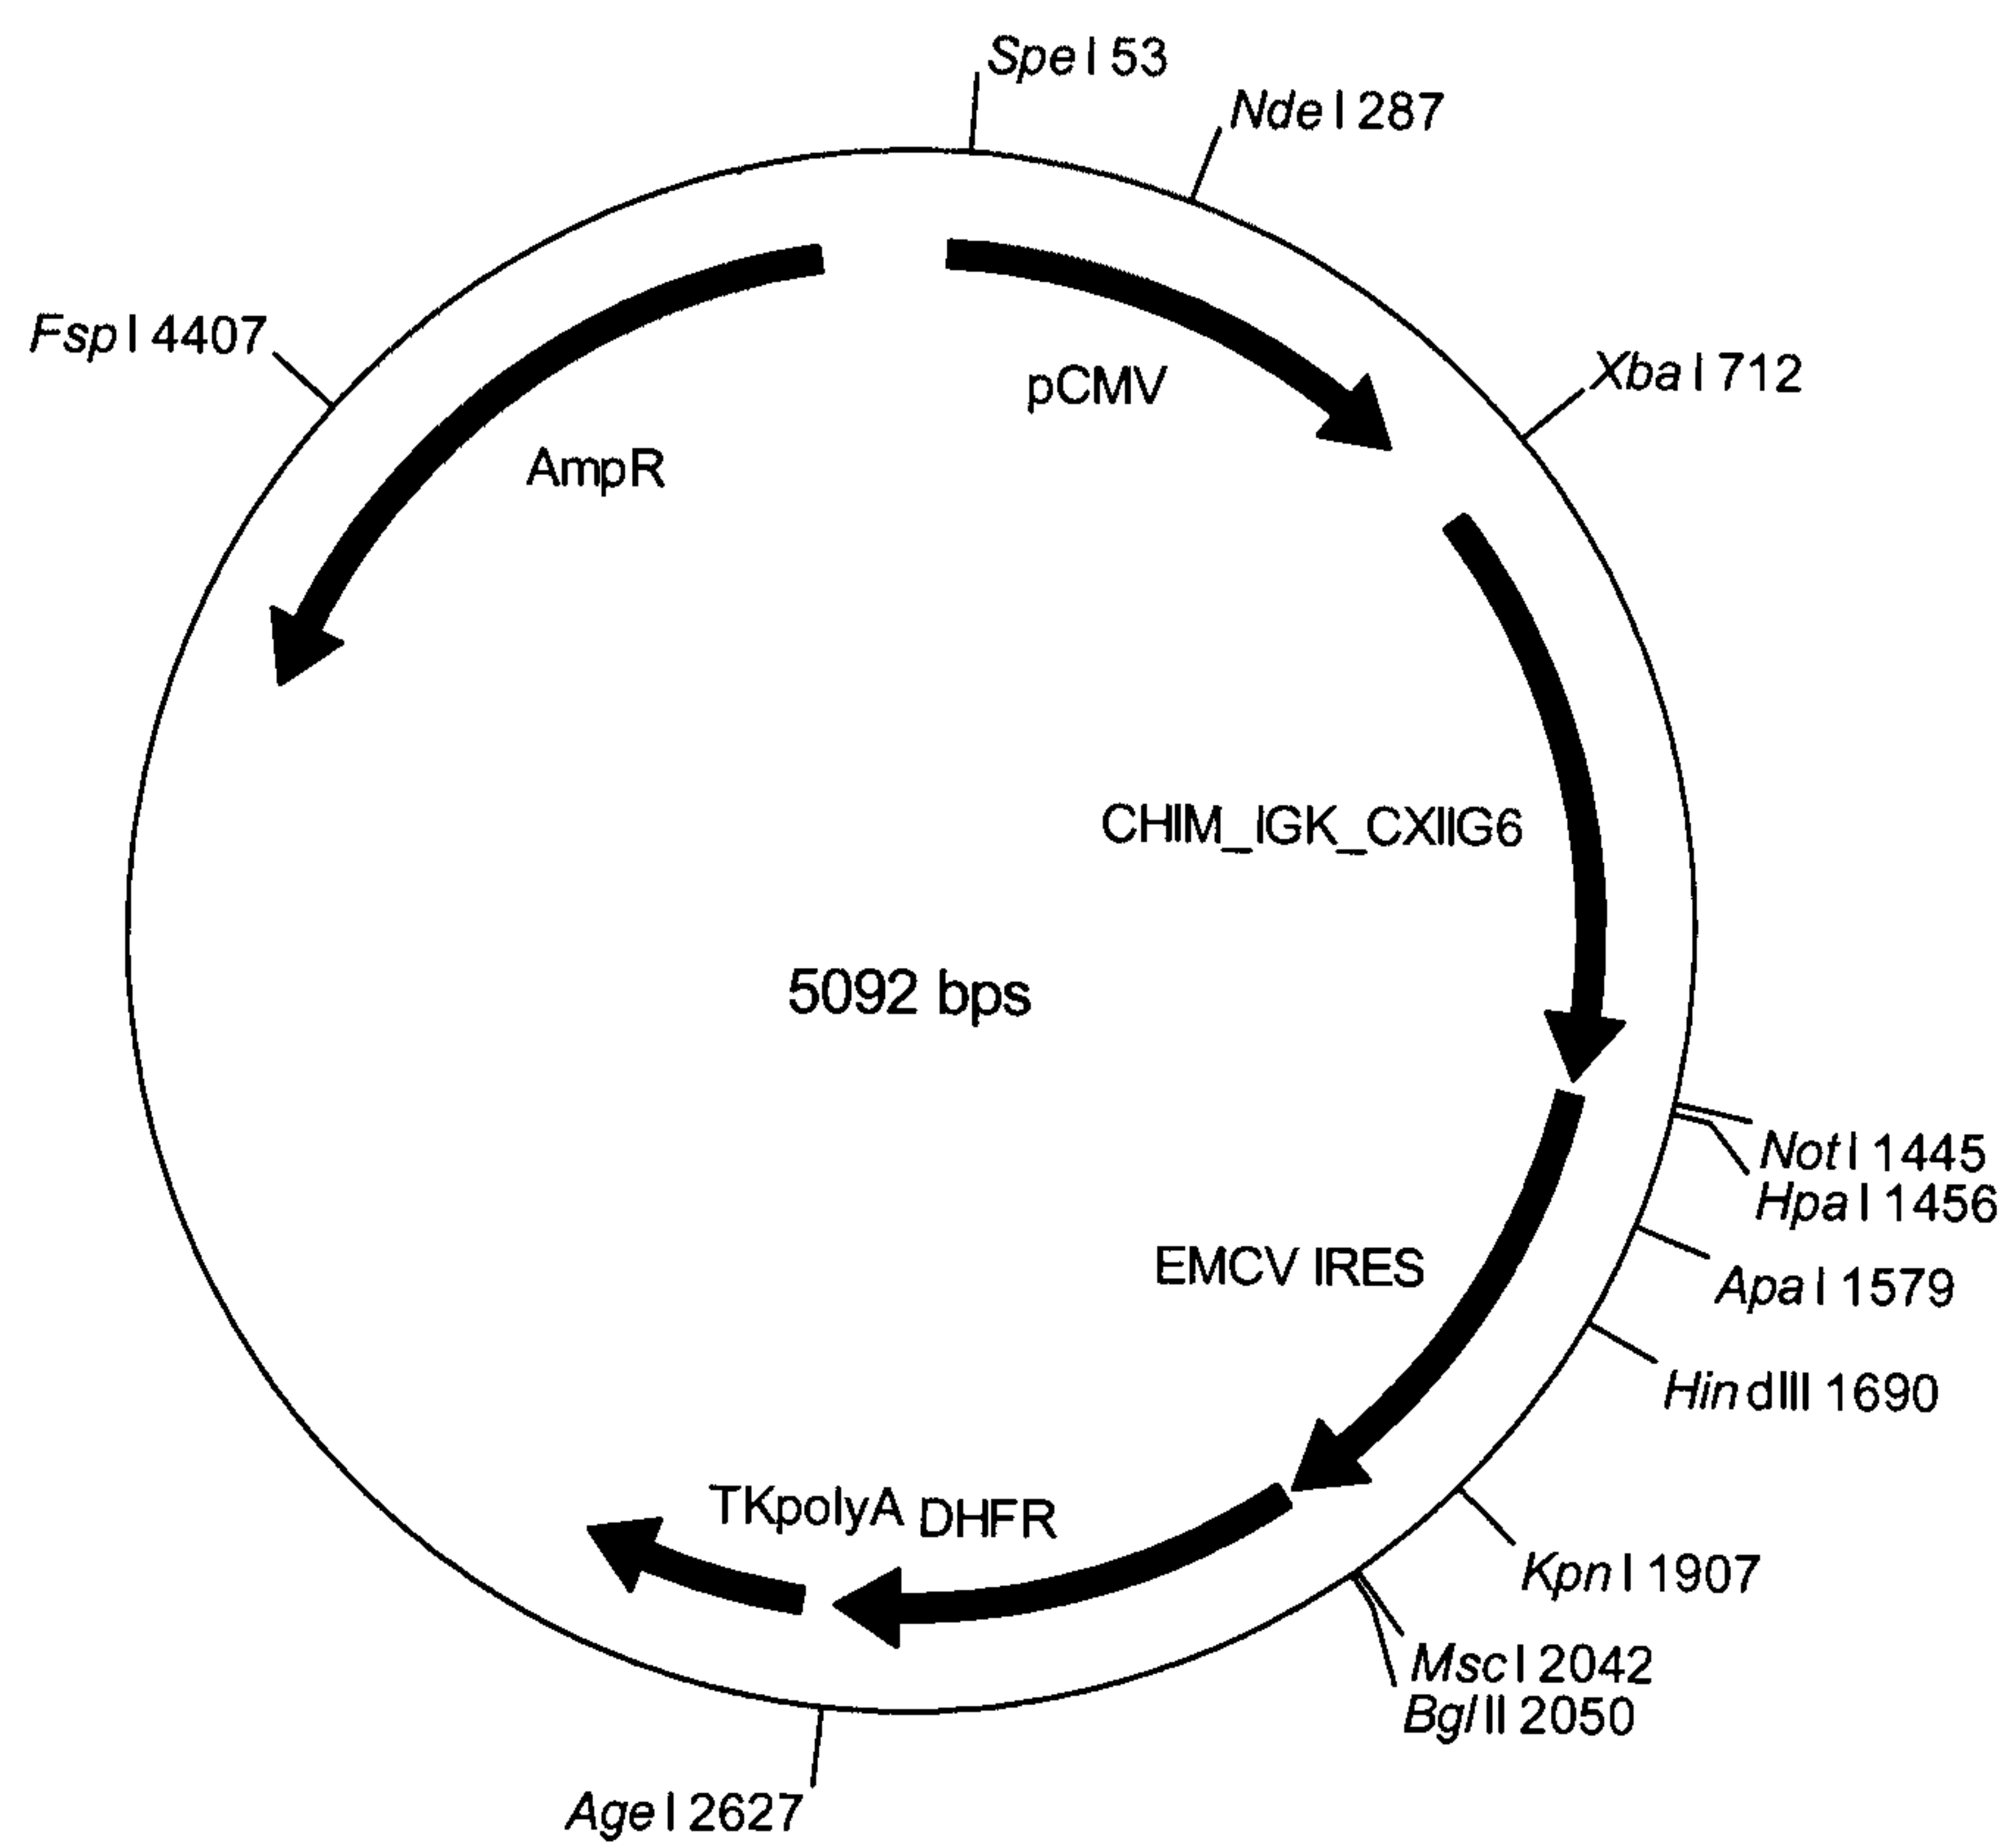 SpeI 53
NdeI 287
FspI 4407
XbaI 712
pCMV
AmpR
CHIM_IGK_CXIIG6
5092 bps
NotI 1445
HpaI 1456
EMCV IRES
ApaI 1579
HindIII 1690
TKpolyA DHFR
KpnI 1907
MscI 2042
BglII 2050
AgeI 2627